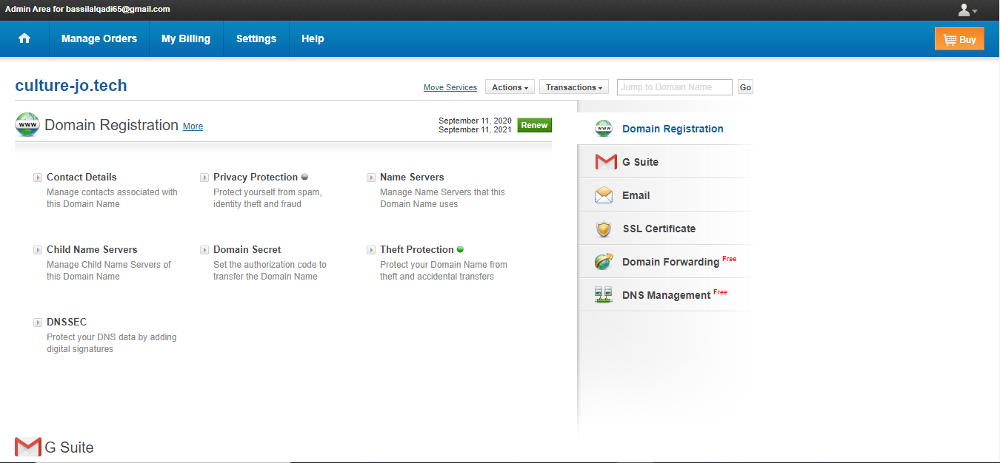 Admin Area for bassilalqadi65@gmail.com
Manage Orders
My Billing
Settings
Help
Buy
culture-jo.tech
Move Services
Actions
Transactions
Jump to Domain Name
Go
www
Domain Registration More
September 11, 2020
September 11, 2021
Renew
Contact Details
Manage contacts associated with
this Domain Name
Privacy Protection
Protect yourself from spam,
identity theft and fraud
Name Servers
Manage Name Servers that this
Domain Name uses
Child Name Servers
Manage Child Name Servers of
this Domain Name
Domain Secret
Set the authorization code to
transfer the Domain Name
Theft Protection
Protect your Domain Name from
theft and accidental transfers
DNSSEC
Protect your DNS data by adding
digital signatures
www
Domain Registration
G Suite
Email
SSL Certificate
Domain Forwarding Free
DNS Management Free
G Suite